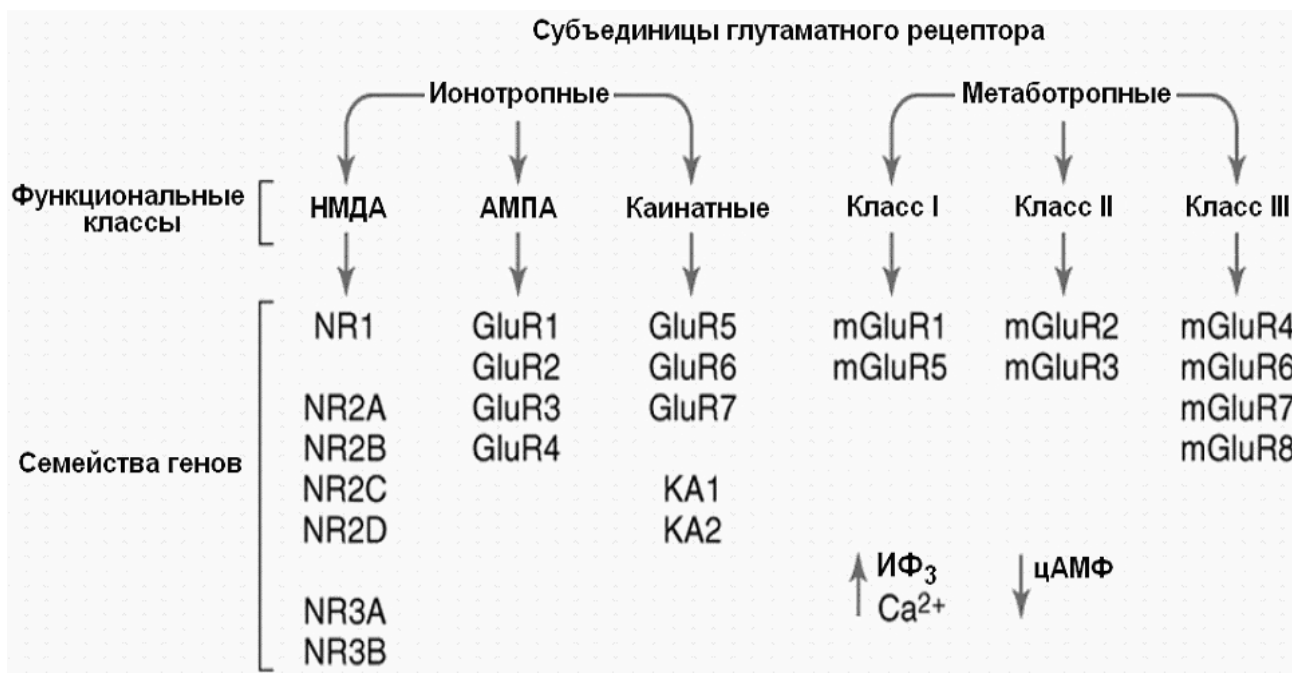 Субъединицы глутаматного рецептора
Ионотропные
Метаботропные
Функциональные
классы
НМДА
АМПА
Каинатные
Класс I
Класс II
Класс III
Семейства генов
NR1
NR2A
NR2B
NR2C
NR2D
NR3A
NR3B
GluR1
GluR2
GluR3
GluR4
GluR5
GluR6
GluR7
KA1
KA2
mGluR1
mGluR5
ИФ₃
Ca²⁺
mGluR2
mGluR3
цАМФ
mGluR4
mGluR6
mGluR7
mGluR8